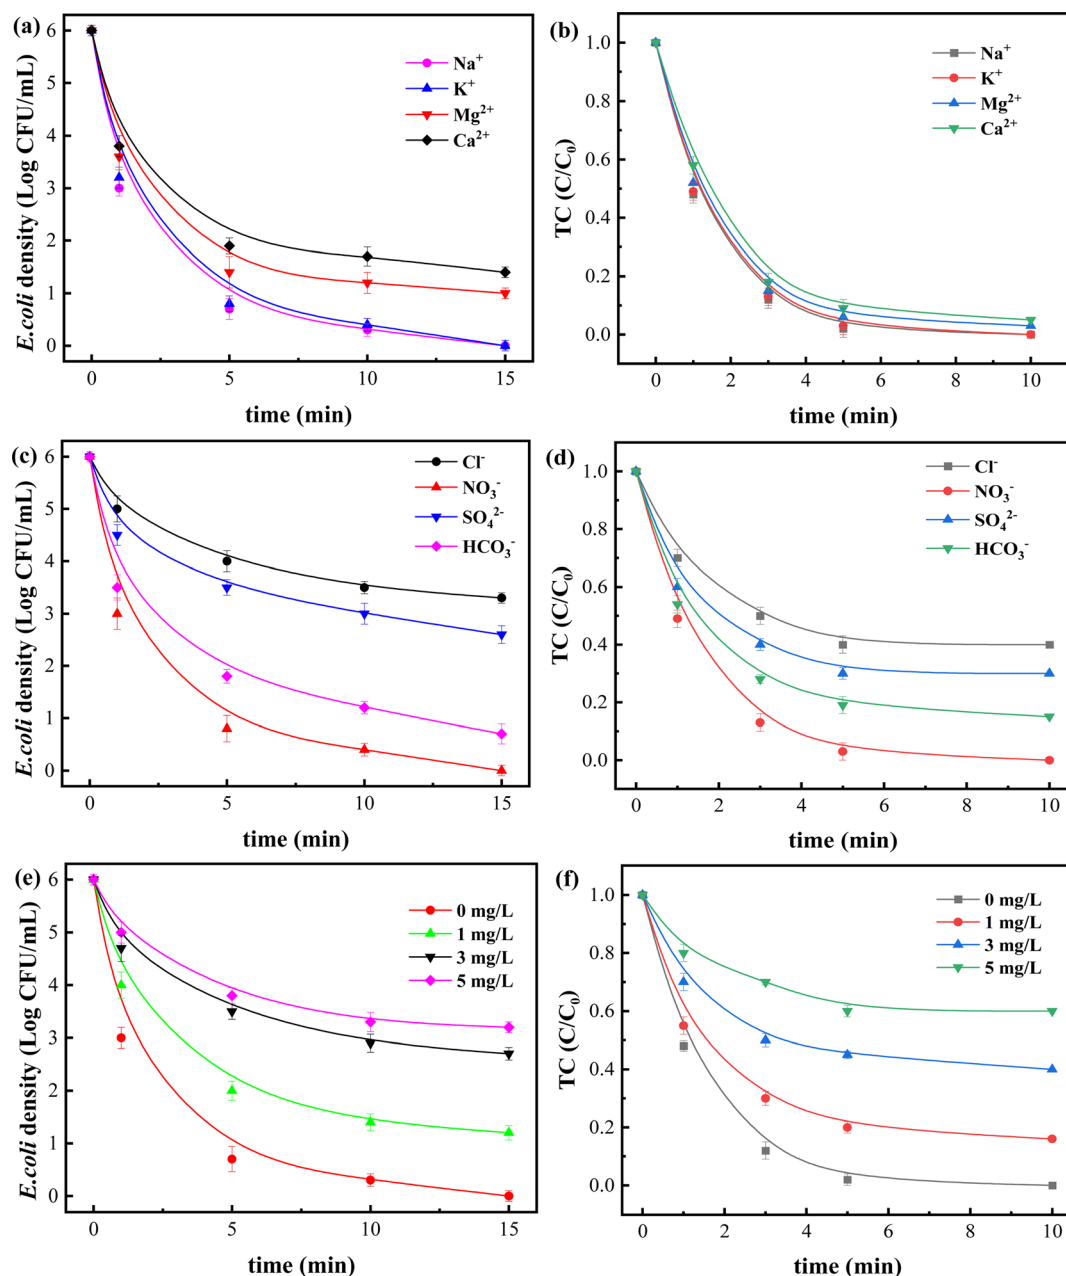 (a)
E.coli density (Log CFU/mL)
6
5
4
3
2
1
0
Na⁺
K⁺
Mg²⁺
Ca²⁺
0 5 10 15
time (min)
(b)
TC (C/C₀)
1.0
0.8
0.6
0.4
0.2
0.0
Na⁺
K⁺
Mg²⁺
Ca²⁺
0 2 4 6 8 10
time (min)
(c)
E.coli density (Log CFU/mL)
6
5
4
3
2
1
0
Cl⁻
NO₃⁻
SO₄²⁻
HCO₃⁻
0 5 10 15
time (min)
(d)
TC (C/C₀)
1.0
0.8
0.6
0.4
0.2
0.0
Cl⁻
NO₃⁻
SO₄²⁻
HCO₃⁻
0 2 4 6 8 10
time (min)
(e)
E.coli density (Log CFU/mL)
6
5
4
3
2
1
0
0 mg/L
1 mg/L
3 mg/L
5 mg/L
0 5 10 15
time (min)
(f)
TC (C/C₀)
1.0
0.8
0.6
0.4
0.2
0.0
0 mg/L
1 mg/L
3 mg/L
5 mg/L
0 2 4 6 8 10
time (min)